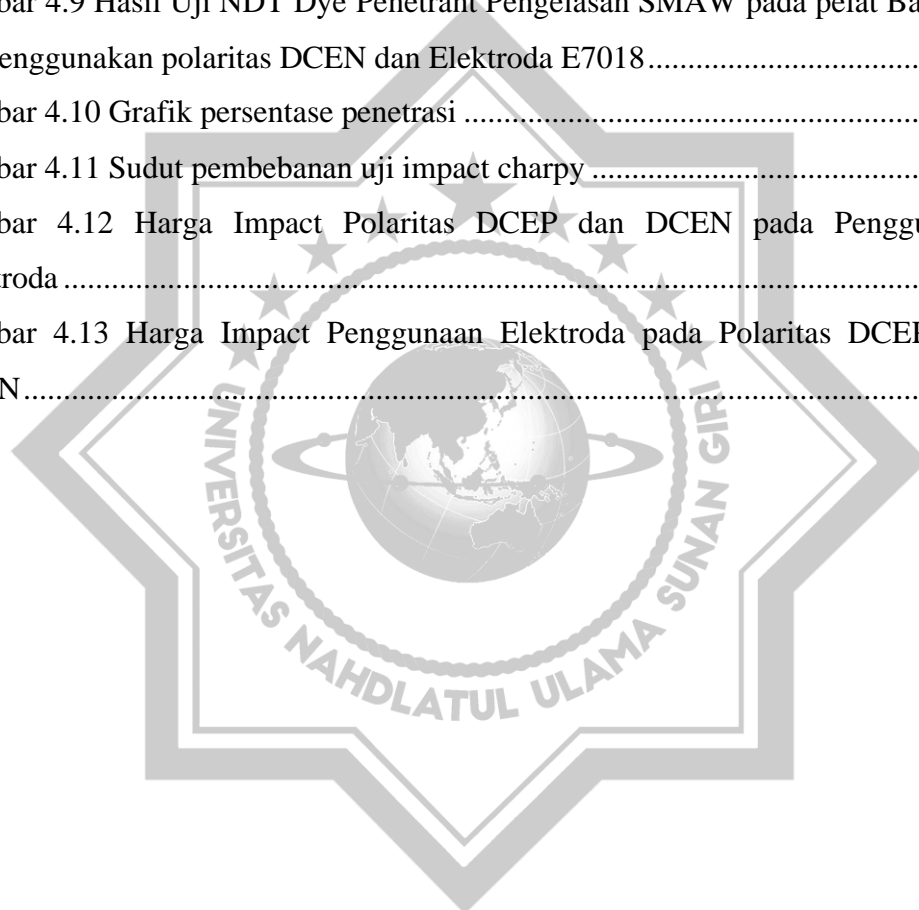 bar 4.9 Hasil Uji NDT Dye Penetrant Pengelasan SMAW pada pelat Ba
enggunakan polaritas DCEN dan Elektroda E7018................................
bar 4.10 Grafik persentase penetrasi ........................................................
bar 4.11 Sudut pembebanan uji impact charpy ........................................
bar 4.12 Harga Impact Polaritas DCEP dan DCEN pada Penggu
troda ..........................................................................................................
bar 4.13 Harga Impact Penggunaan Elektroda pada Polaritas DCEP
N...............................................................................................................
UNIVERSITAS NAHDLATUL ULAMA SUNAN GIRI